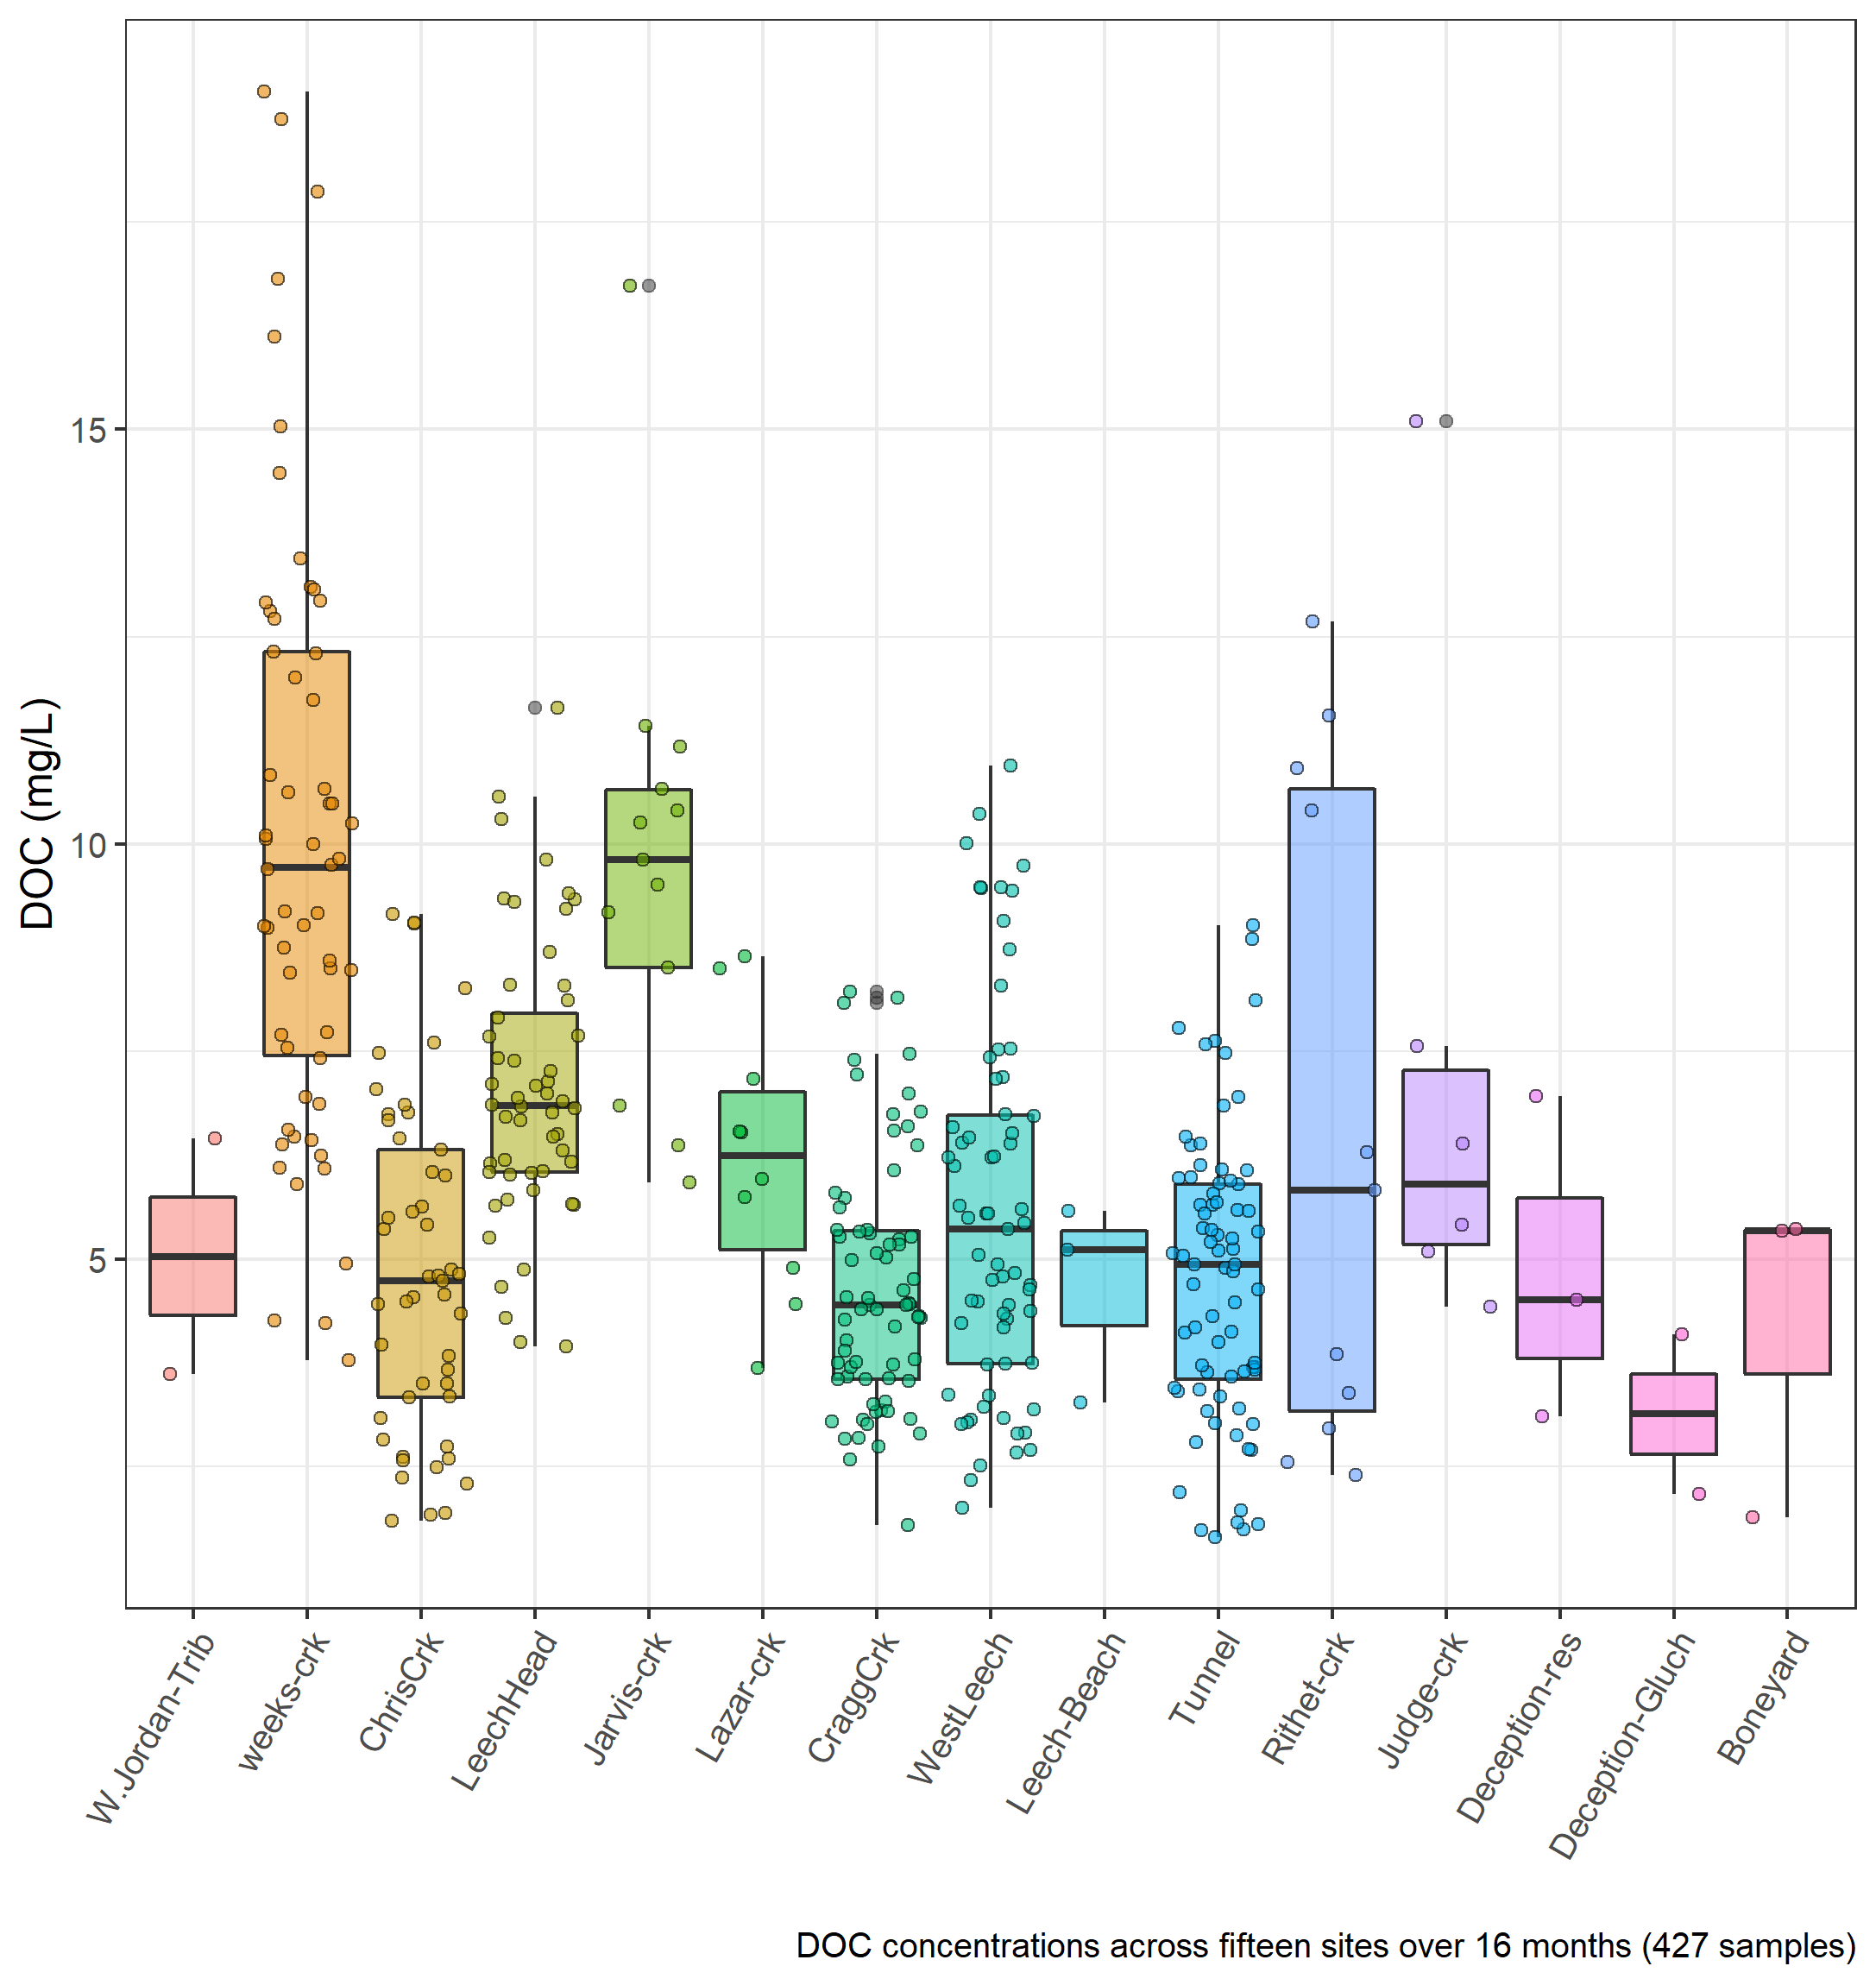 DOC (mg/L)
15
10
5
W.Jordan-Trib
weeks-crk
ChrisCrk
LeechHead
Jarvis-crk
Lazar-crk
CraggCrk
WestLeech
Leech-Beach
Tunnel
Rithet-crk
Judge-crk
Deception-res
Deception-Gluch
Boneyard
DOC concentrations across fifteen sites over 16 months (427 samples)